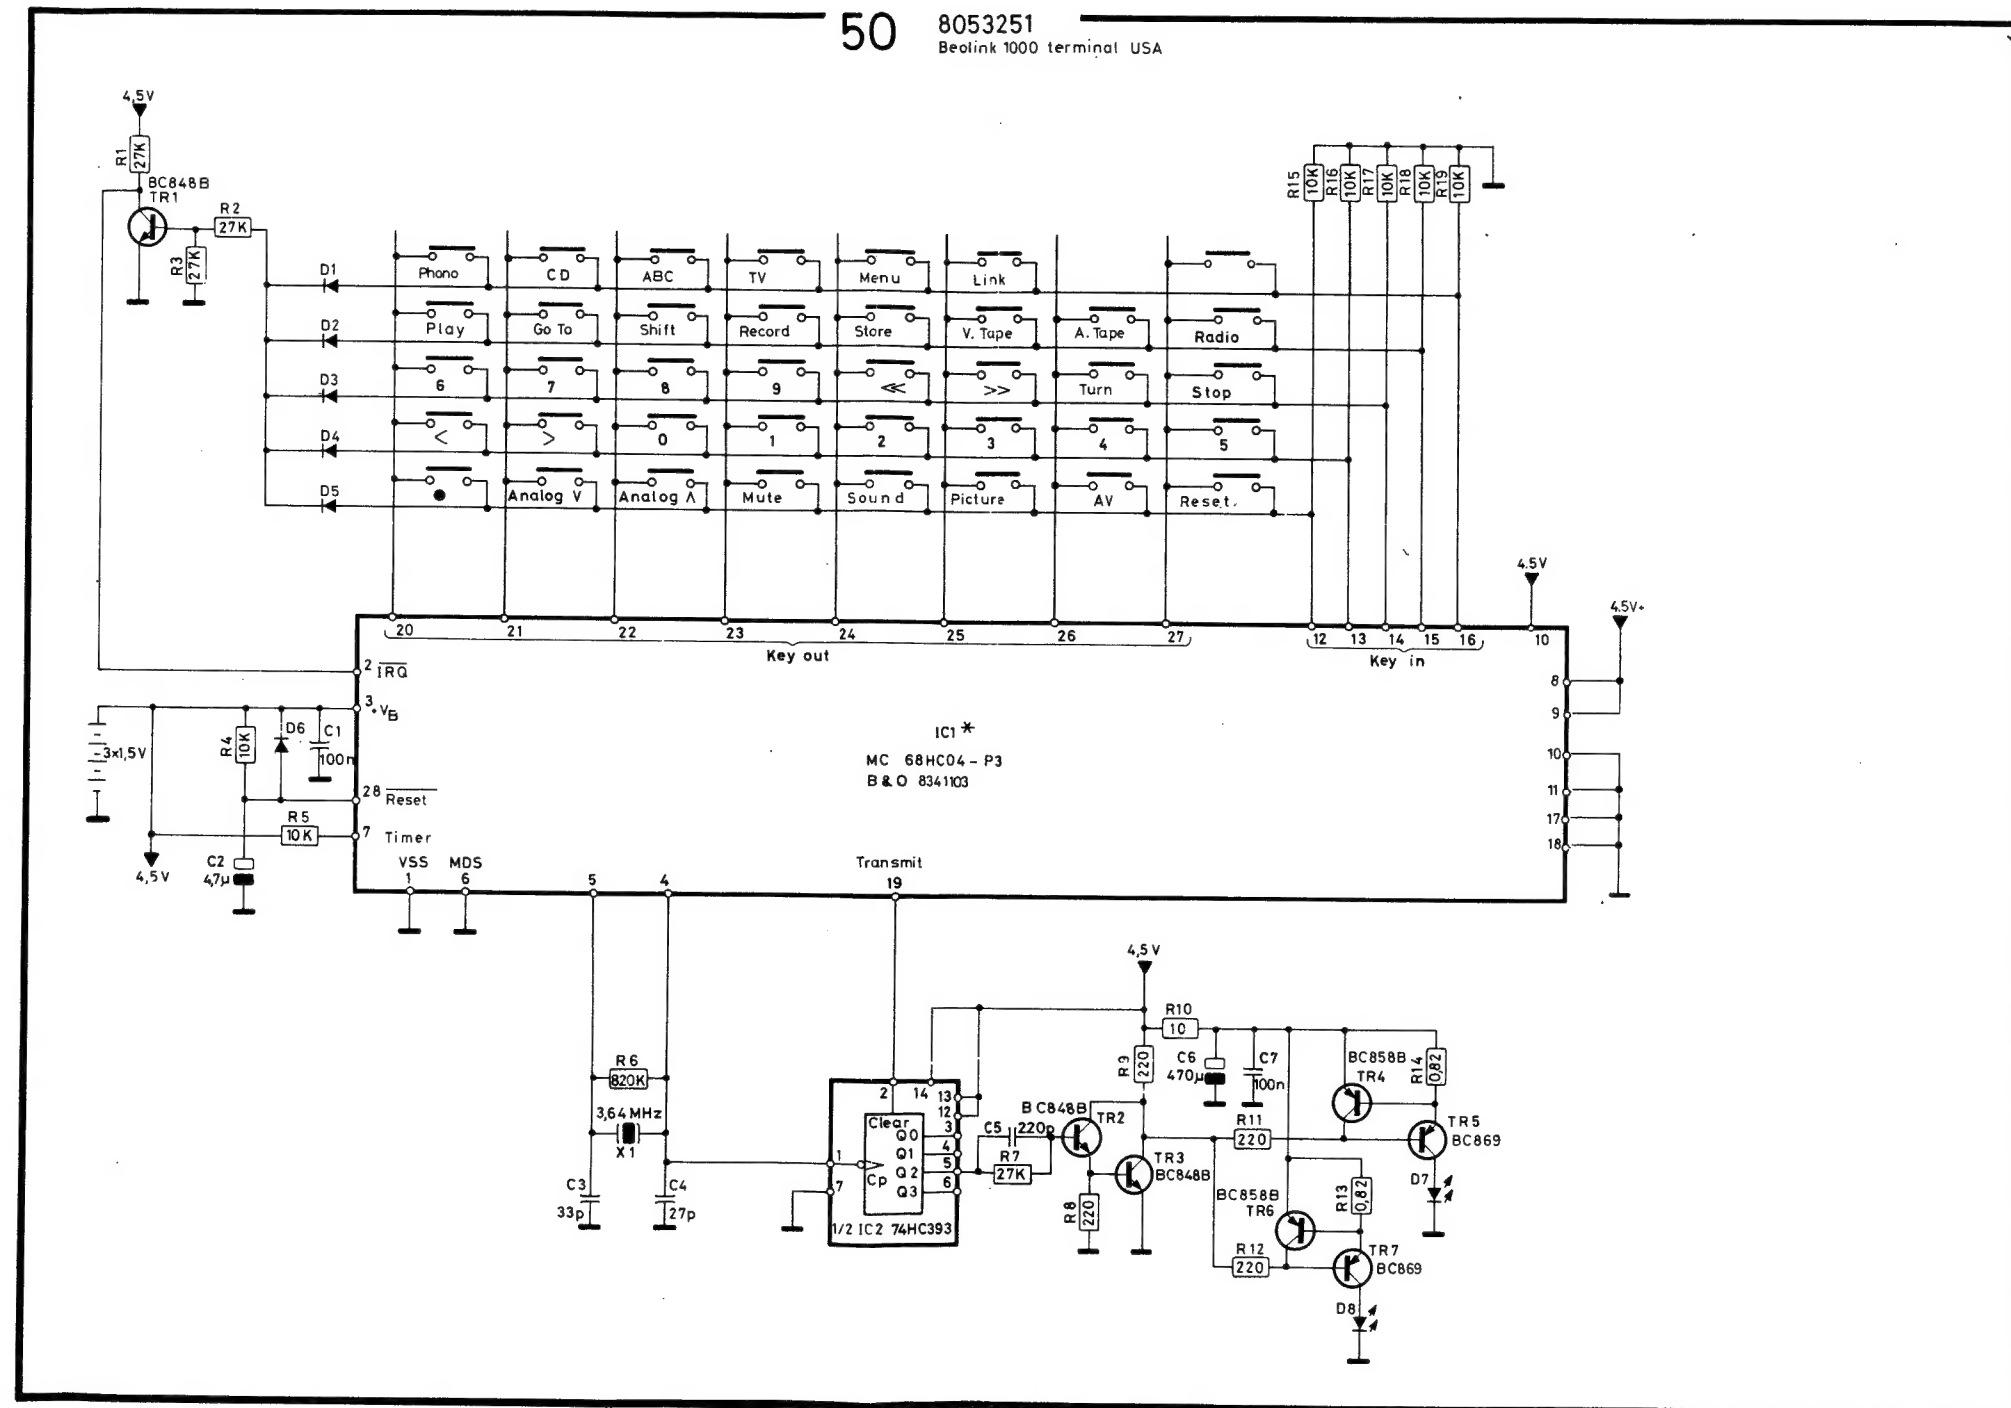 50
8053251
Beolink 1000 terminal USA
4,5V
R1
27K
BC848B
TR1
R2
27K
R3
27K
R15
10K
R16
10K
R17
10K
R18
10K
R19
10K
D1
Phono
CD
ABC
TV
Menu
Link
D2
Play
Go To
Shift
Record
Store
V. Tape
A. Tape
Radio
D3
6
7
8
9
<<
>>
Turn
Stop
D4
<
>
0
1
2
3
4
5
D5
●
Analog V
Analog Λ
Mute
Sound
Picture
AV
Reset.
4.5V
4.5V+
20 21 22 23 24 25 26 27
Key out
12 13 14 15 16
Key in
10
2 IRQ
3 +VB
28 Reset
7 Timer
3x1,5V
R4
10K
D6
C1
100n
R5
10K
4,5V
C2
4,7µ
VSS
1
MDS
6
5
4
Transmit
19
IC1 *
MC 68HC04-P3
B&O 8341103
8
9
10
11
17
18
R6
820K
3,64MHz
X1
C3
33p
C4
27p
2 14
13
12
Clear
Q0 3
Q1 4
Q2 5
Q3 6
1
Cp
7
1/2 IC2 74HC393
C5
220p
R7
27K
BC848B
TR2
R8
220
TR3
BC848B
4,5V
R9
220
R10
10
C6
470µ
C7
100n
BC858B
TR4
R14
0,82
R11
220
TR5
BC869
D7
BC858B
TR6
R13
0,82
R12
220
TR7
BC869
D8